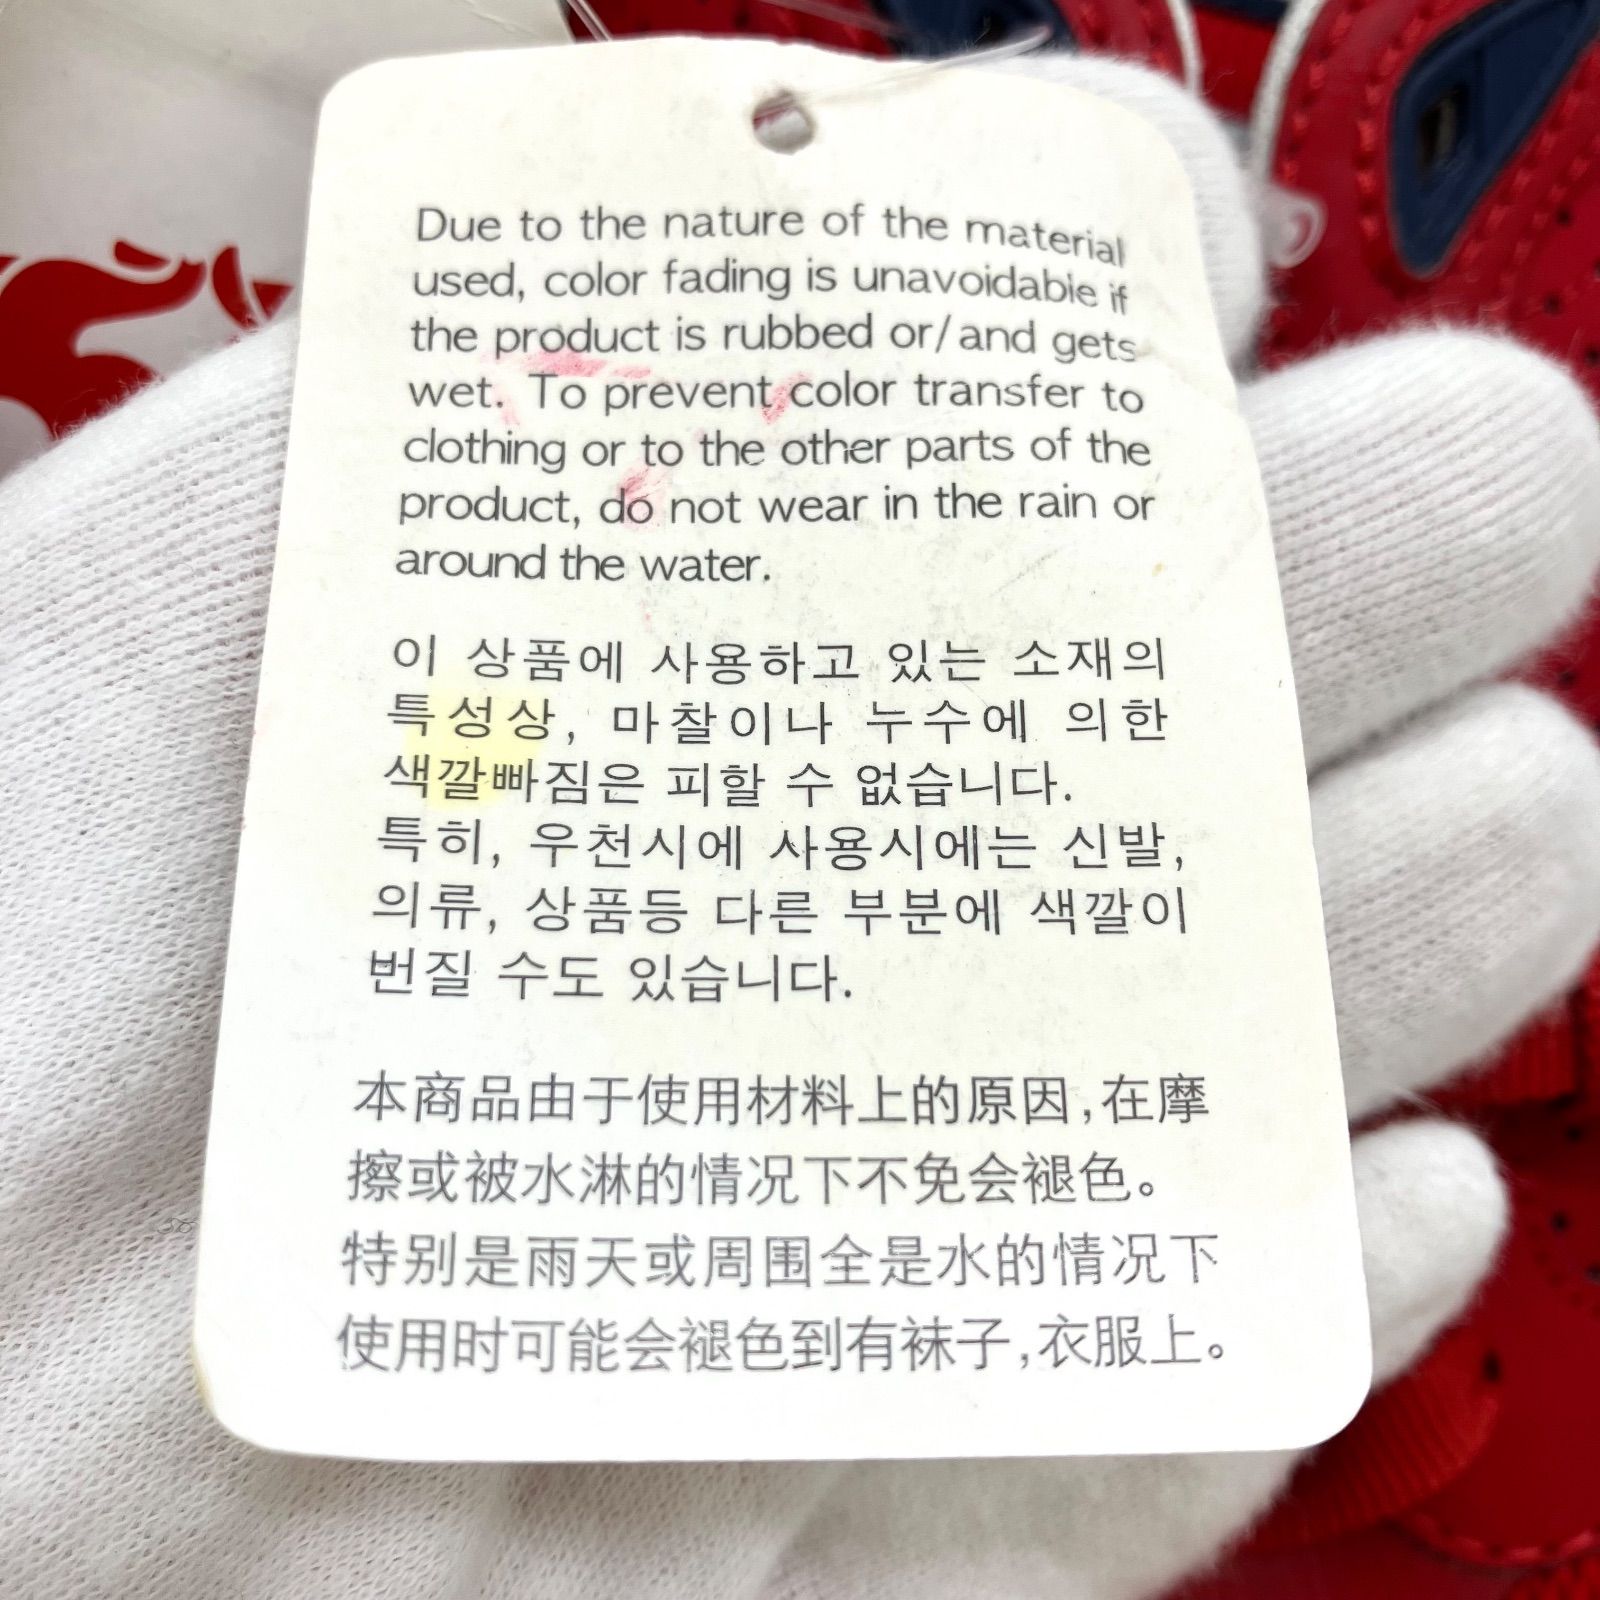 Due to the nature of the material
used, color fading is unavoidable if
the product is rubbed or/and gets
wet. To prevent color transfer to
clothing or to the other parts of the
product, do not wear in the rain or
around the water.
이 상품에 사용하고 있는 소재의
특성상, 마찰이나 누수에 의한
색깔빠짐은 피할 수 없습니다.
특히, 우천시에 사용시에는 신발,
의류, 상품등 다른 부분에 색깔이
번질 수도 있습니다.
本商品由于使用材料上的原因,在摩
擦或被水淋的情况下不免会褪色。
特别是雨天或周围全是水的情况下
使用时可能会褪色到有袜子,衣服上。